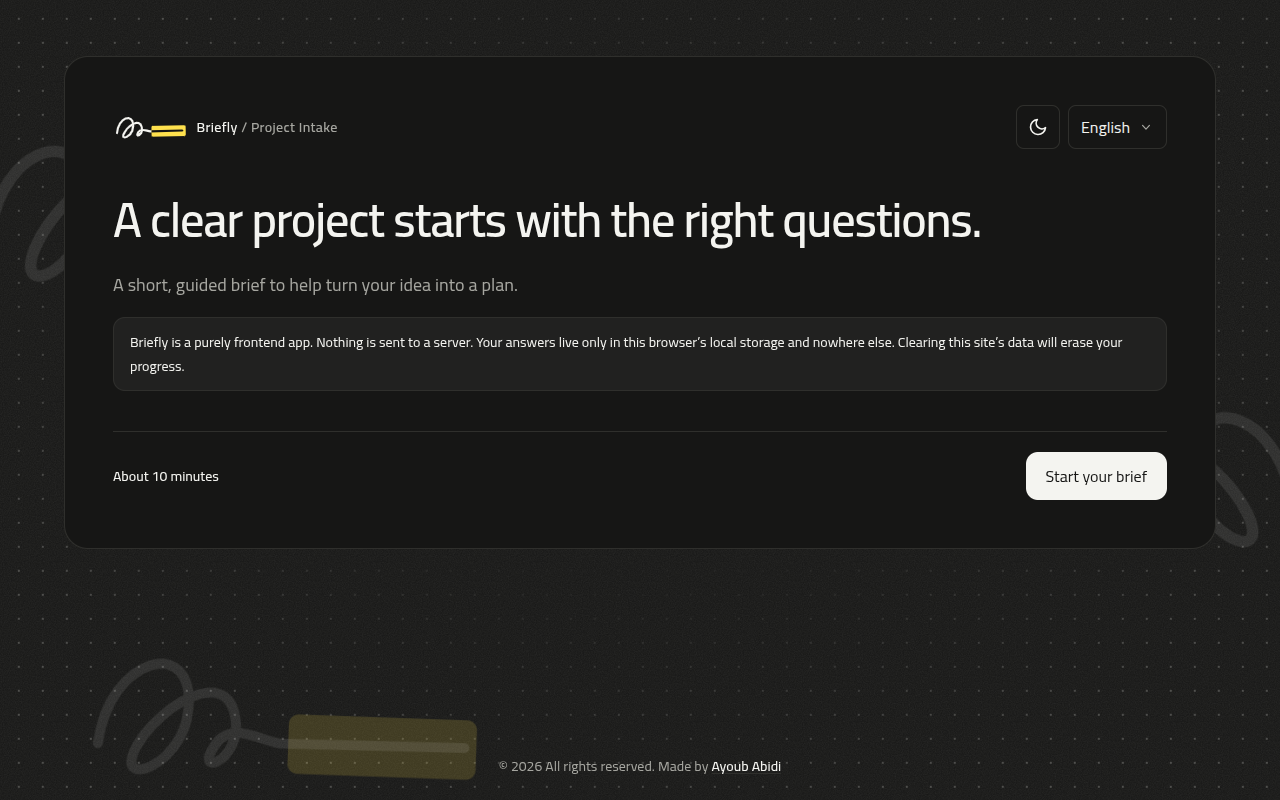 Briefly / Project Intake
English
A clear project starts with the right questions.
A short, guided brief to help turn your idea into a plan.
Briefly is a purely frontend app. Nothing is sent to a server. Your answers live only in this browser’s local storage and nowhere else. Clearing this site’s data will erase your
progress.
About 10 minutes
Start your brief
© 2026 All rights reserved. Made by Ayoub Abidi